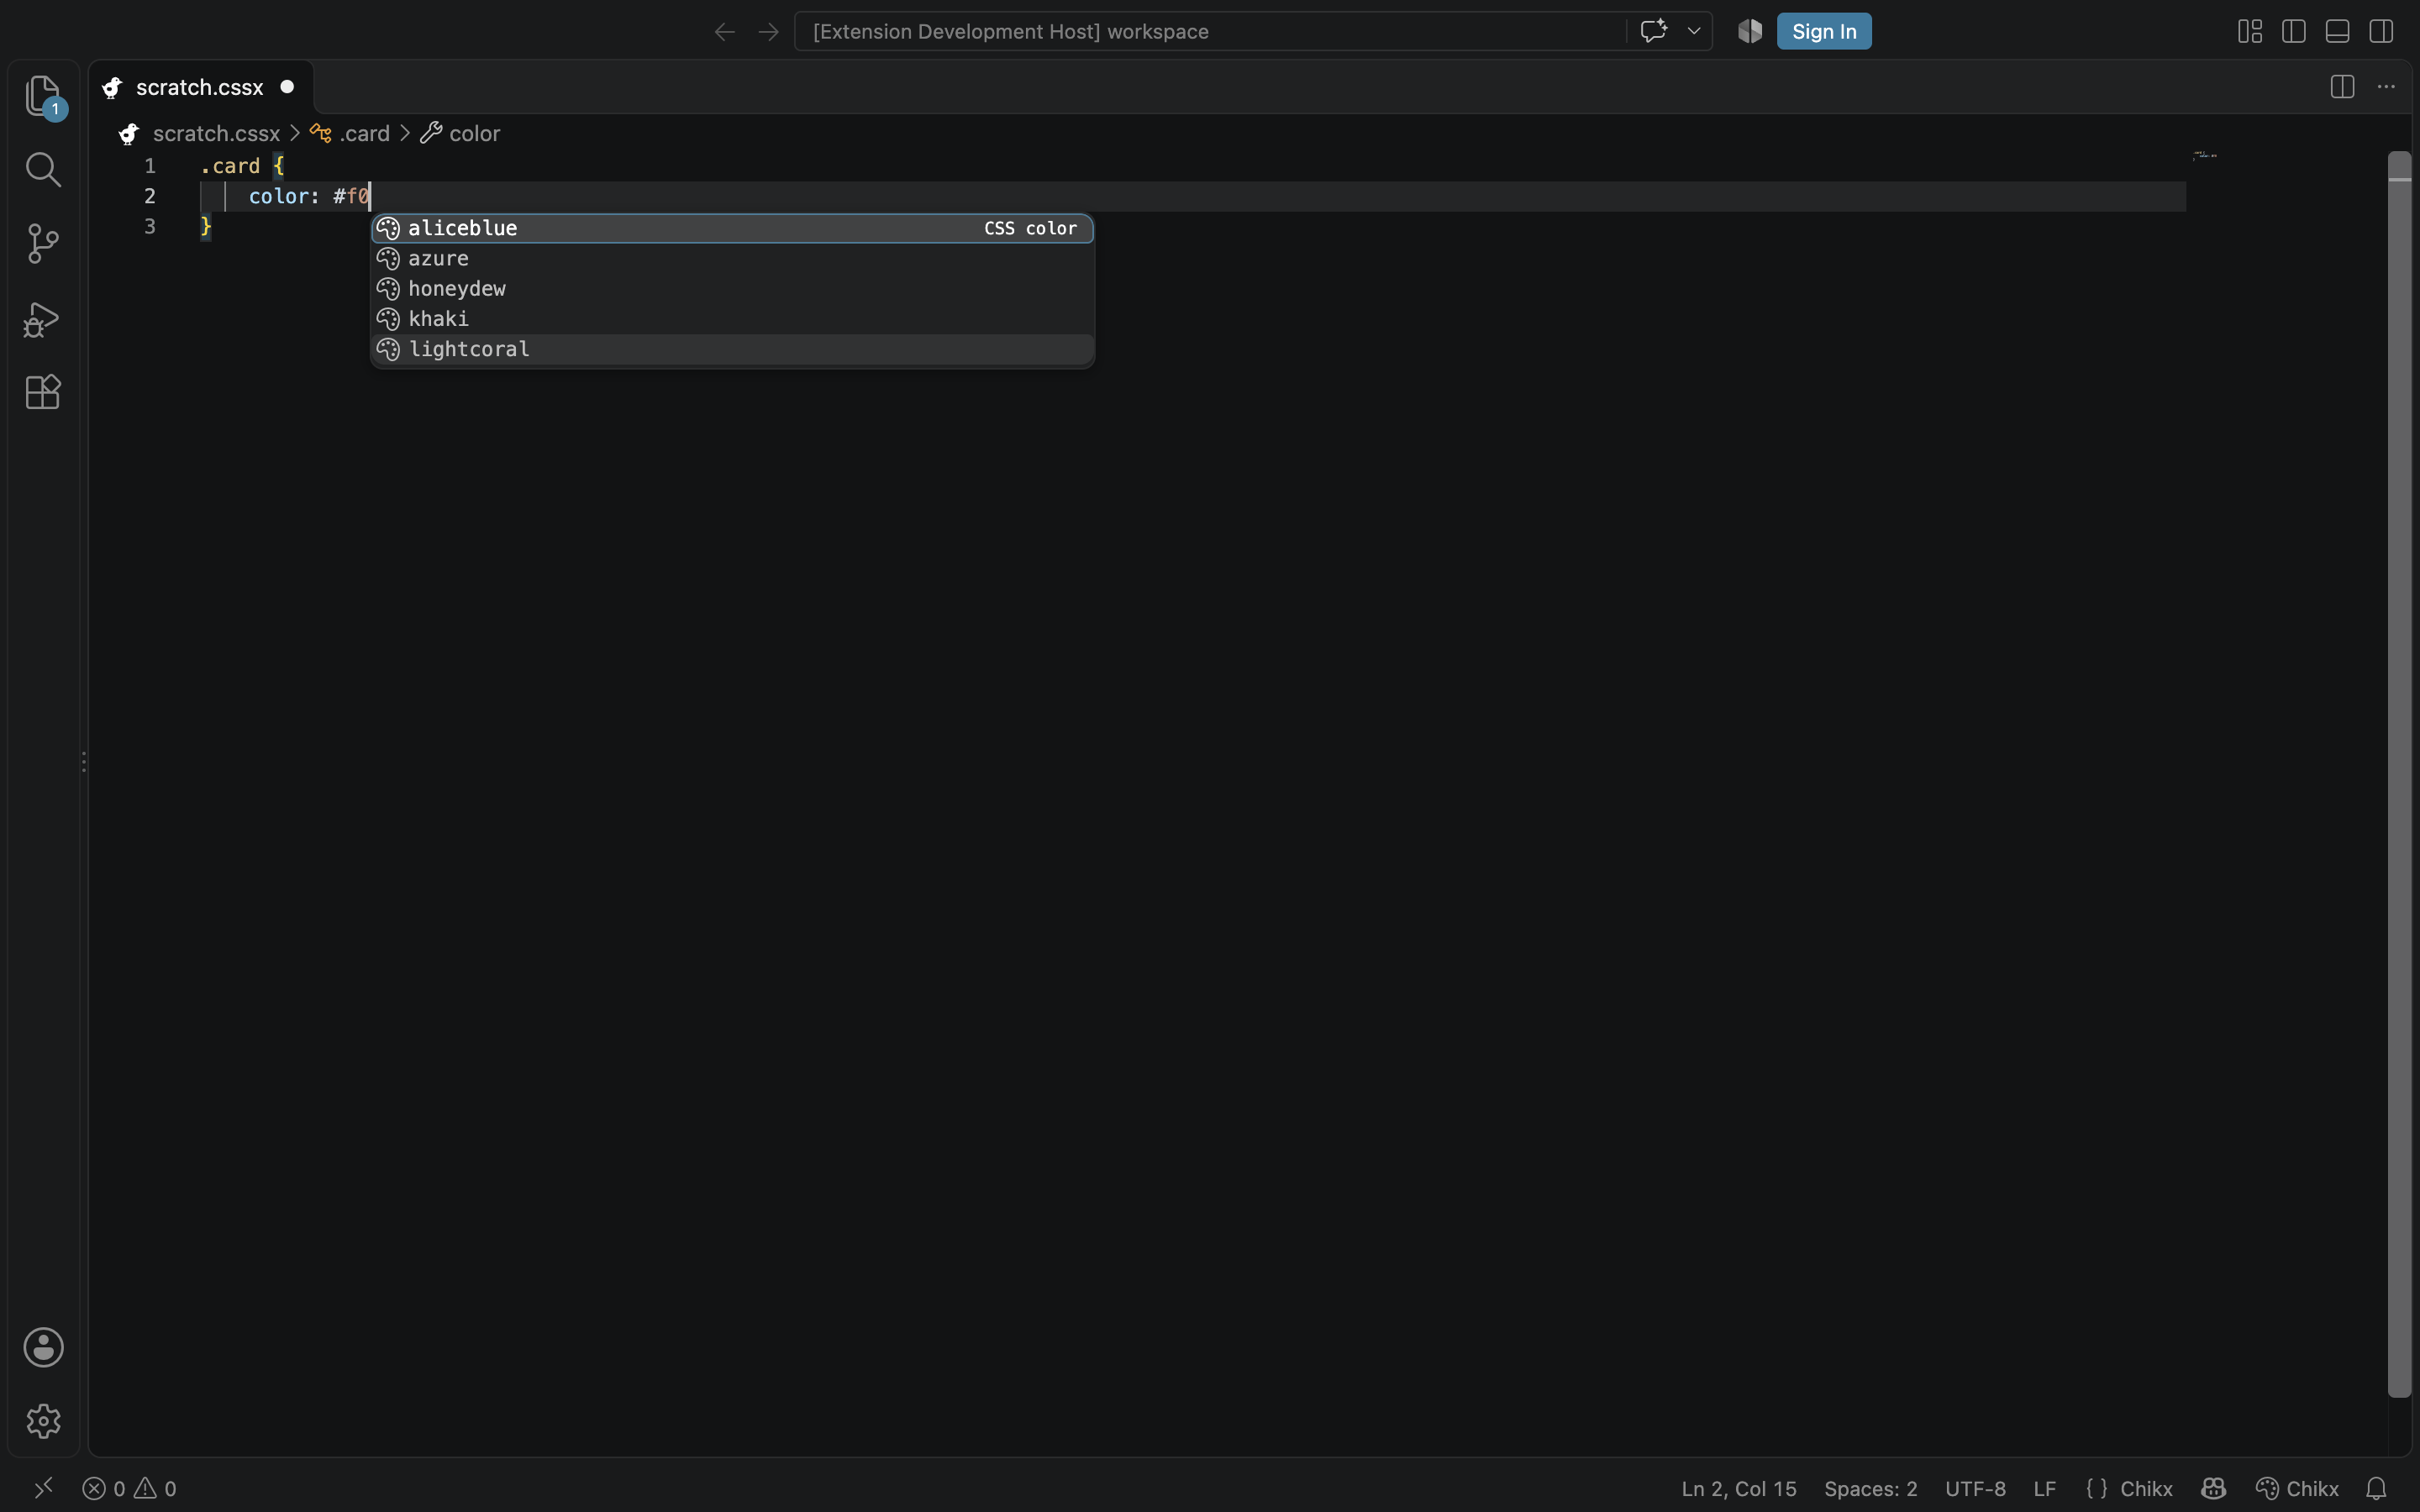 [Extension Development Host] workspace
Sign In
1
scratch.cssx
scratch.cssx > .card > color
1 .card {
2 color: #f0
3 }
aliceblue CSS color
azure
honeydew
khaki
lightcoral
0 0 Ln 2, Col 15 Spaces: 2 UTF-8 LF { } Chikx Chikx